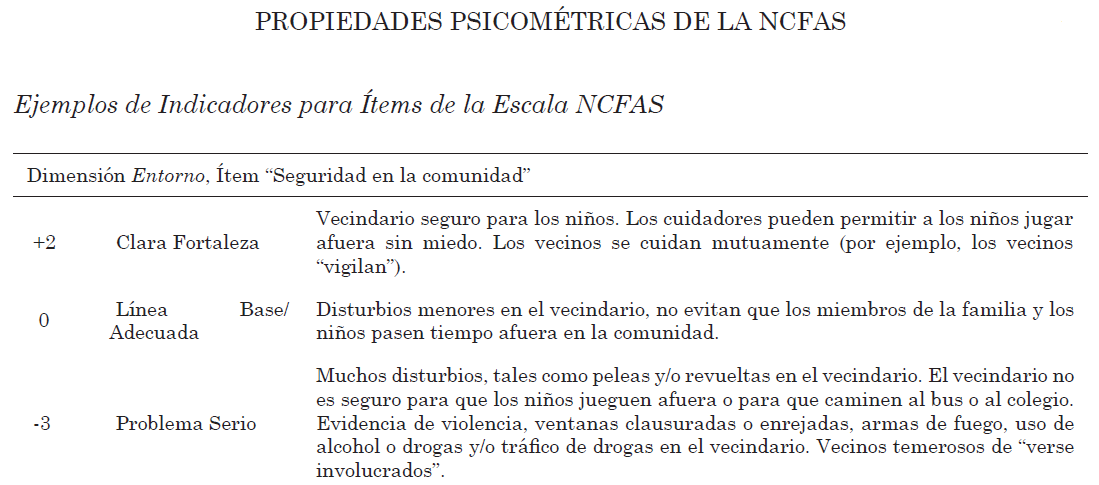 PROPIEDADES PSICOMÉTRICAS DE LA NCFAS
Ejemplos de Indicadores para Ítems de la Escala NCFAS
Dimensión Entorno, Ítem “Seguridad en la comunidad”
+2 Clara Fortaleza
Vecindario seguro para los niños. Los cuidadores pueden permitir a los niños jugar
afuera sin miedo. Los vecinos se cuidan mutuamente (por ejemplo, los vecinos
“vigilan”).
0 Línea Base/
Adecuada
Disturbios menores en el vecindario, no evitan que los miembros de la familia y los
niños pasen tiempo afuera en la comunidad.
-3 Problema Serio
Muchos disturbios, tales como peleas y/o revueltas en el vecindario. El vecindario no
es seguro para que los niños jueguen afuera o para que caminen al bus o al colegio.
Evidencia de violencia, ventanas clausuradas o enrejadas, armas de fuego, uso de
alcohol o drogas y/o tráfico de drogas en el vecindario. Vecinos temerosos de “verse
involucrados”.